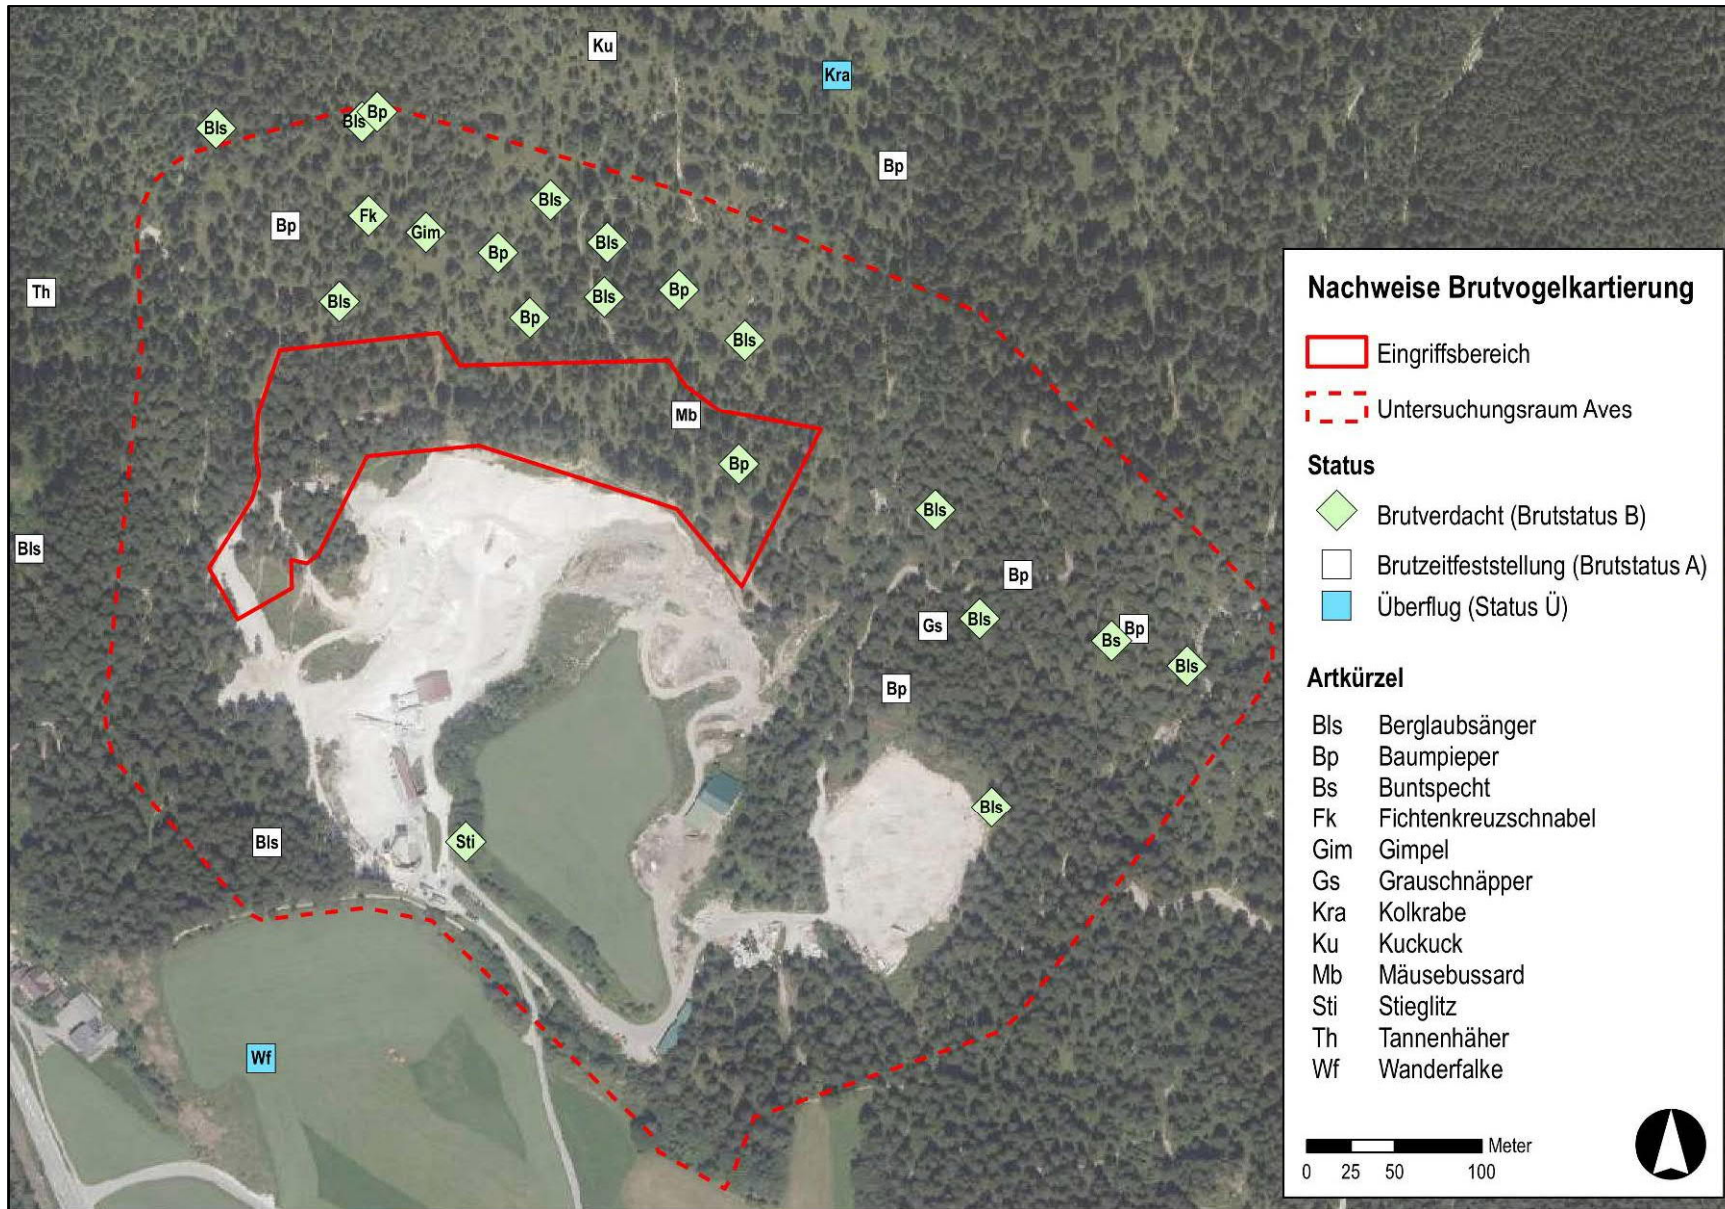 Ku
Kra
Bls
Bls
Bp
Bp
Bls
Fk
Bp
Gim
Bls
Bp
Th
Bls
Bls
Bp
Bp
Bls
Mb
Bp
Bls
Bls
Bp
Gs
Bls
Bs
Bp
Bls
Bp
Bls
Bls
Sti
Wf
Nachweise Brutvogelkartierung
Eingriffsbereich
Untersuchungsraum Aves
Status
Brutverdacht (Brutstatus B)
Brutzeitfeststellung (Brutstatus A)
Überflug (Status Ü)
Artkürzel
Bls Berglaubsänger
Bp Baumpieper
Bs Buntspecht
Fk Fichtenkreuzschnabel
Gim Gimpel
Gs Grauschnäpper
Kra Kolkrabe
Ku Kuckuck
Mb Mäusebussard
Sti Stieglitz
Th Tannenhäher
Wf Wanderfalke
Meter
0 25 50 100